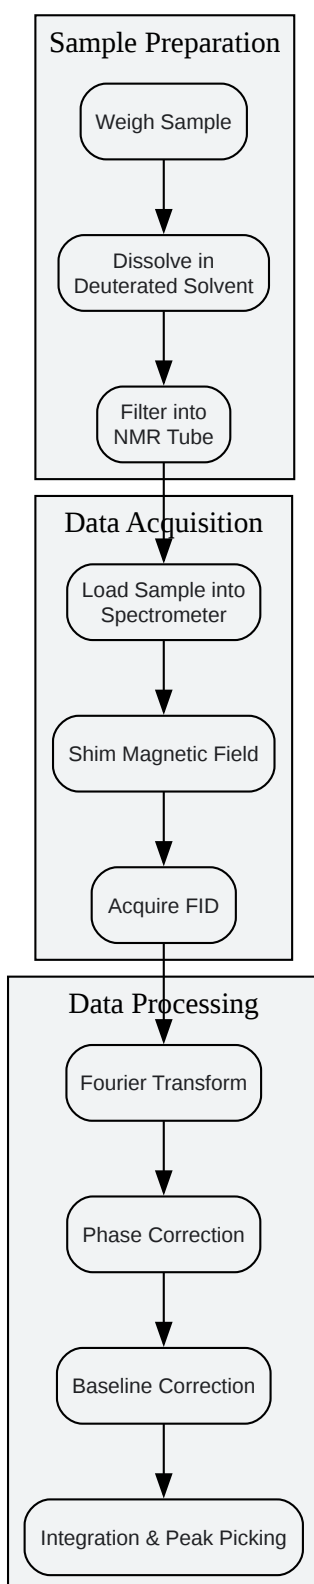 Sample Preparation
Weigh Sample
Dissolve in
Deuterated Solvent
Filter into
NMR Tube
Data Acquisition
Load Sample into
Spectrometer
Shim Magnetic Field
Acquire FID
Data Processing
Fourier Transform
Phase Correction
Baseline Correction
Integration & Peak Picking